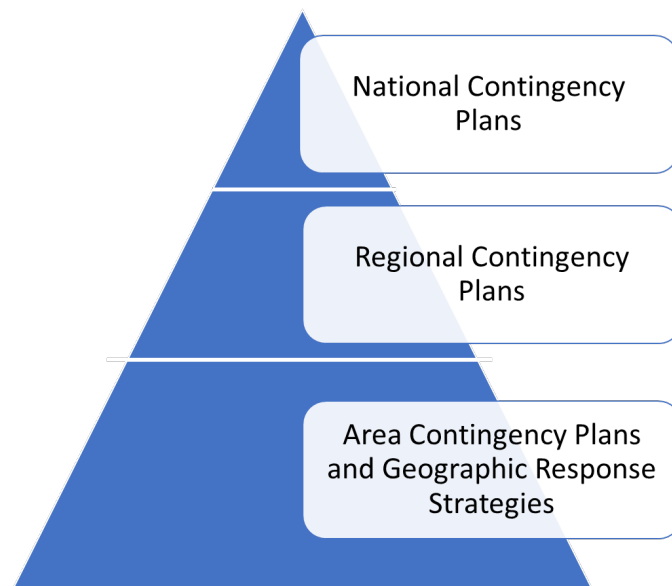 National Contingency
Plans
Regional Contingency
Plans
Area Contingency Plans
and Geographic Response
Strategies